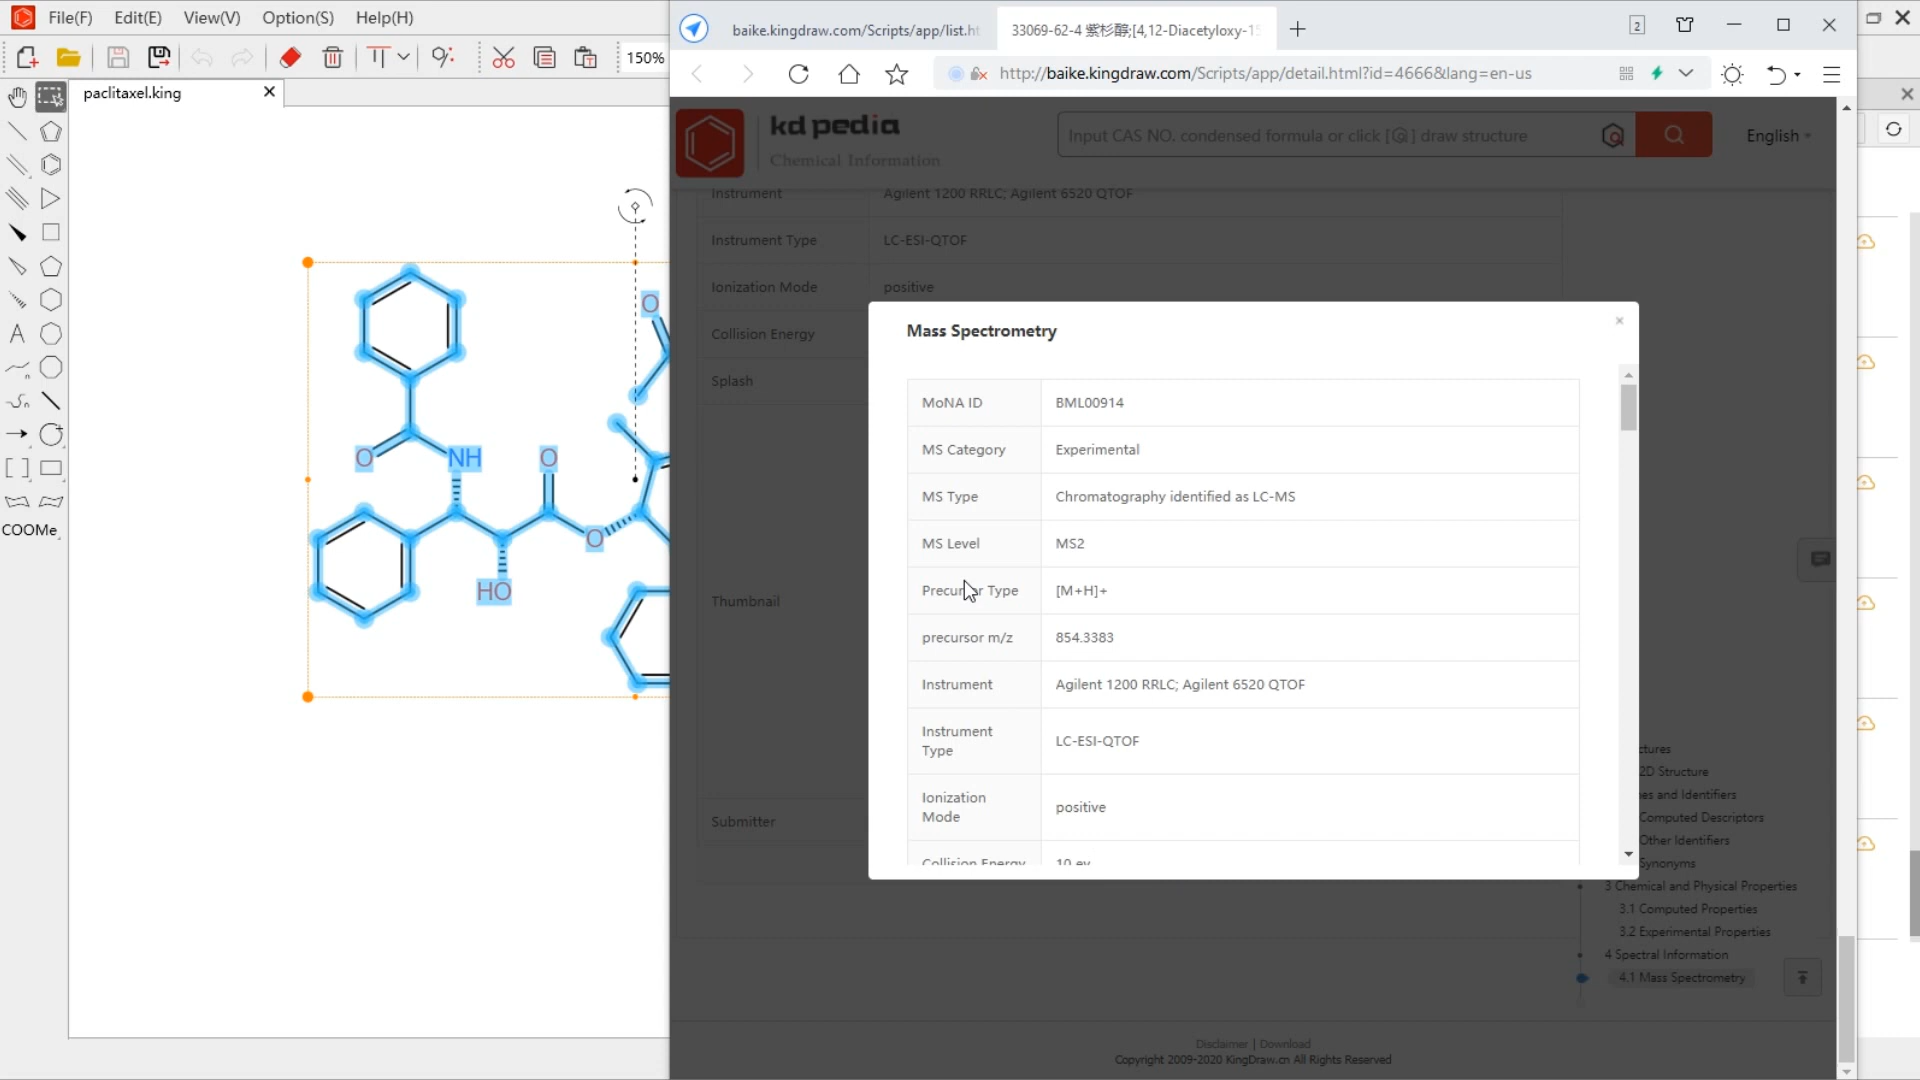 File(F) Edit(E) View(V) Option(S) Help(H)
150%
paclitaxel.king
COOMe
O
NH
O
O
HO
O
baike.kingdraw.com/Scripts/app/list.ht
33069-62-4 紫杉醇;[4,12-Diacetyloxy-15
2
http://baike.kingdraw.com/Scripts/app/detail.html?id=4666&lang=en-us
kd pedia
Chemical Information
Input CAS NO. condensed formula or click [ ] draw structure
English
Instrument Agilent 1200 RRLC; Agilent 6520 QTOF
Instrument Type LC-ESI-QTOF
Ionization Mode positive
Collision Energy
Splash
Thumbnail
Submitter
Mass Spectrometry
MoNA ID BML00914
MS Category Experimental
MS Type Chromatography identified as LC-MS
MS Level MS2
Precursor Type [M+H]+
precursor m/z 854.3383
Instrument Agilent 1200 RRLC; Agilent 6520 QTOF
Instrument
Type LC-ESI-QTOF
Ionization
Mode positive
Collision Energy 10 ev
2D Structure
Computed Descriptors
Other Identifiers
Synonyms
3 Chemical and Physical Properties
3.1 Computed Properties
3.2 Experimental Properties
4 Spectral Information
4.1 Mass Spectrometry
Disclaimer | Download
Copyright 2009-2020 KingDraw.cn All Rights Reserved